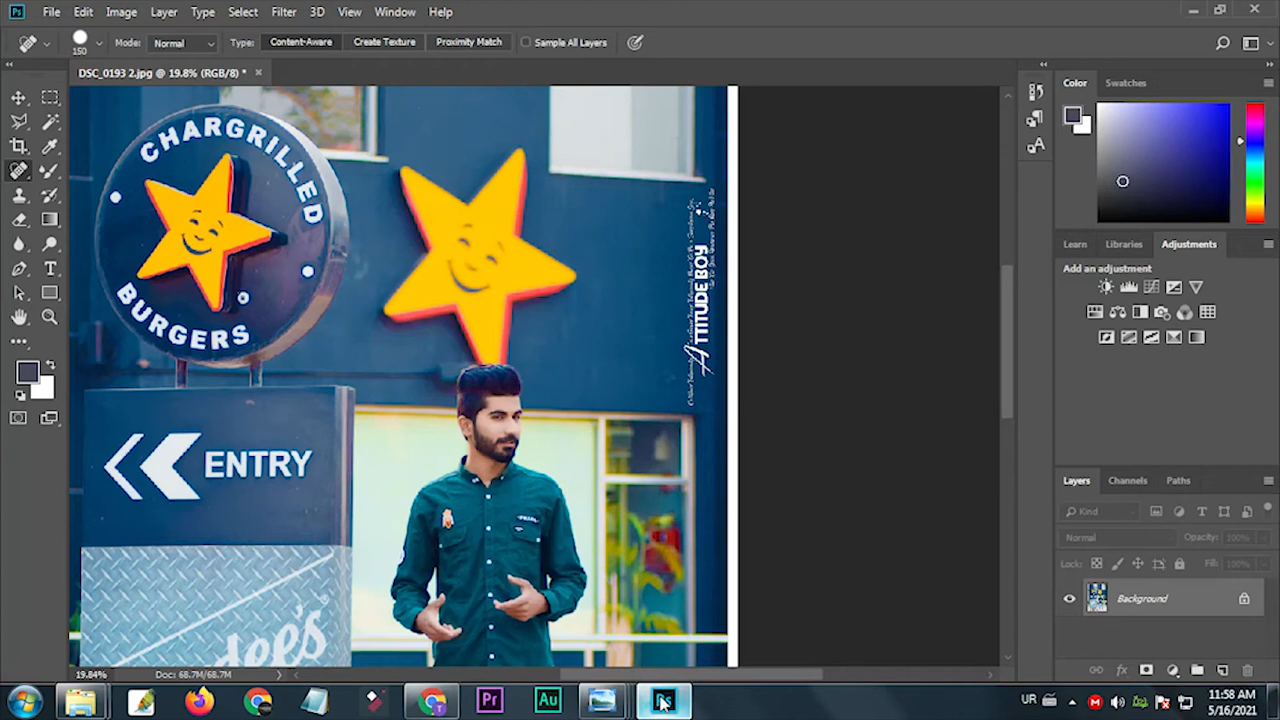 Ps File Edit Image Layer Type Select Filter 3D View Window Help
150 Mode: Normal Type: Content-Aware Create Texture Proximity Match Sample All Layers
DSC_0193 2.jpg @ 19.8% (RGB/8) * ×
Color Swatches
CHARGRILLED
BURGERS
ATTITUDE BOY
ENTRY
Learn Libraries Adjustments
Add an adjustment
Layers Channels Paths
Kind
Normal Opacity: 100%
Lock: Fill: 100%
Background
19.84% Doc: 68.7M/68.7M
Pr Au Ps
UR
11:58 AM
5/16/2021